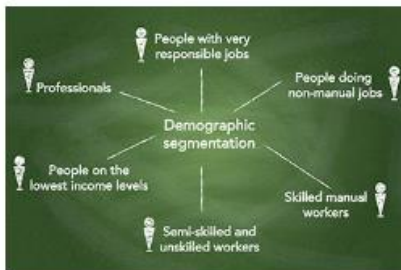 People with very
responsible jobs
Professionals
People doing
non-manual jobs
Demographic
segmentation
People on the
lowest income levels
Skilled manual
workers
Semi-skilled and
unskilled workers